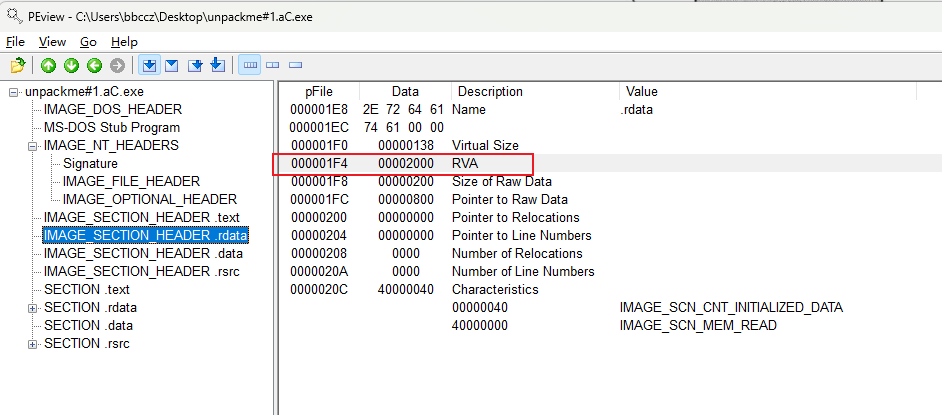 PEview - C:\Users\bbccz\Desktop\unpackme#1.aC.exe
File View Go Help
unpackme#1.aC.exe
IMAGE_DOS_HEADER
MS-DOS Stub Program
IMAGE_NT_HEADERS
Signature
IMAGE_FILE_HEADER
IMAGE_OPTIONAL_HEADER
IMAGE_SECTION_HEADER .text
IMAGE_SECTION_HEADER .rdata
IMAGE_SECTION_HEADER .data
IMAGE_SECTION_HEADER .rsrc
SECTION .text
SECTION .rdata
SECTION .data
SECTION .rsrc
pFile Data Description Value
000001E8 2E 72 64 61 Name .rdata
000001EC 74 61 00 00
000001F0 00000138 Virtual Size
000001F4 00002000 RVA
000001F8 00000200 Size of Raw Data
000001FC 00000800 Pointer to Raw Data
00000200 00000000 Pointer to Relocations
00000204 00000000 Pointer to Line Numbers
00000208 0000 Number of Relocations
0000020A 0000 Number of Line Numbers
0000020C 40000040 Characteristics
00000040 IMAGE_SCN_CNT_INITIALIZED_DATA
40000000 IMAGE_SCN_MEM_READ